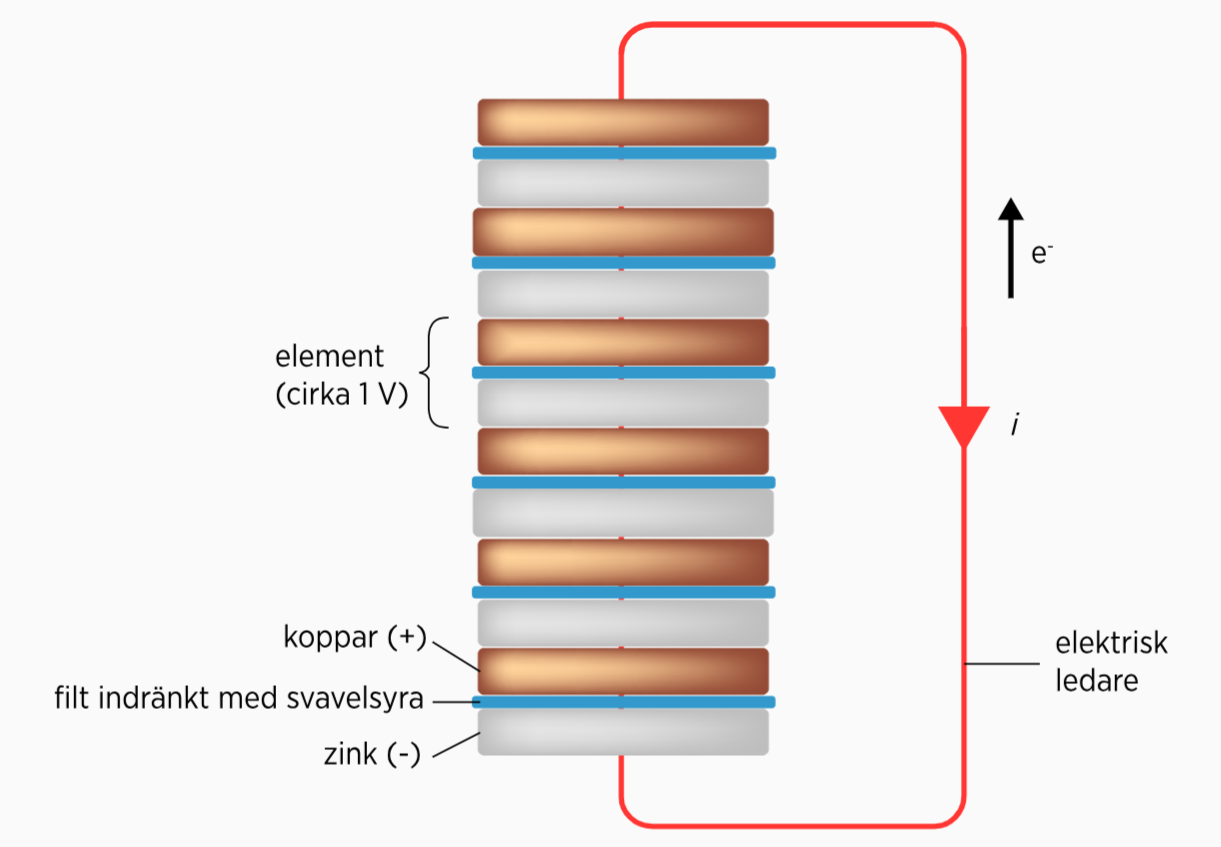 e⁻
element
(cirka 1 V)
i
koppar (+)
filt indränkt med svavelsyra
zink (-)
elektrisk
ledare